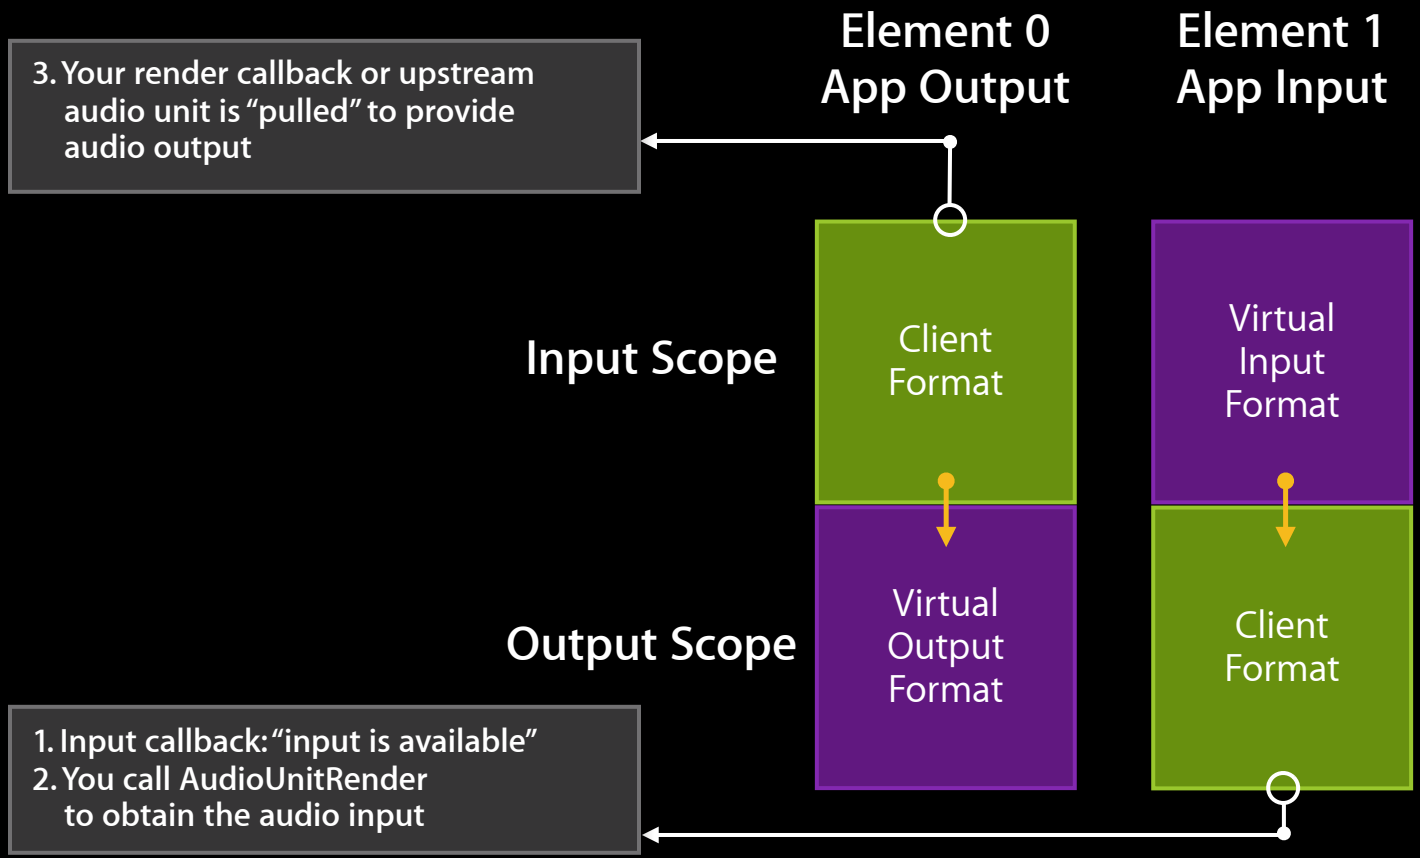 Element 0
App Output
Element 1
App Input
3. Your render callback or upstream
audio unit is “pulled” to provide
audio output
Input Scope
Client
Format
Virtual
Input
Format
Output Scope
Virtual
Output
Format
Client
Format
1. Input callback: “input is available”
2. You call AudioUnitRender
to obtain the audio input